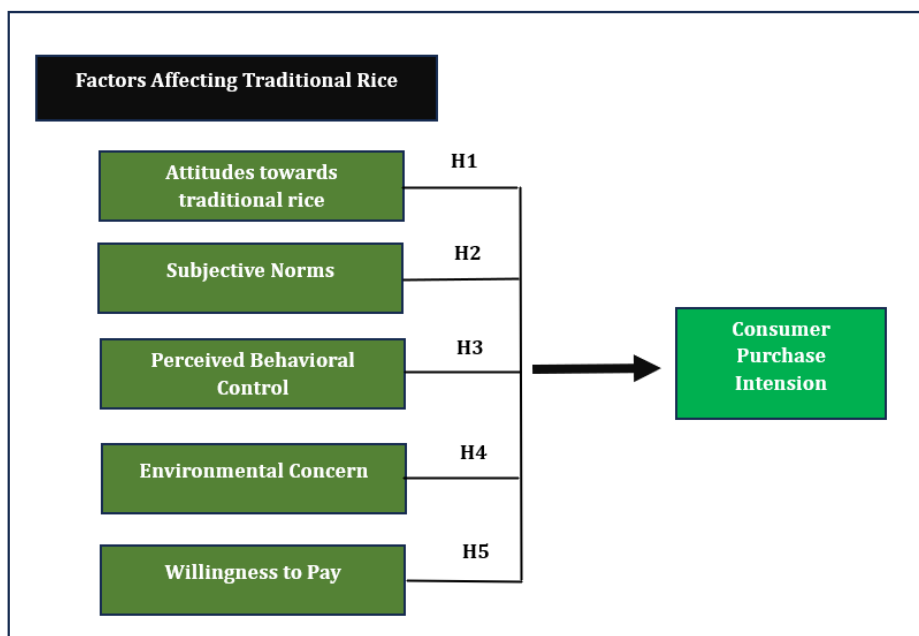 Factors Affecting Traditional Rice
H1
Attitudes towards
traditional rice
H2
Subjective Norms
H3
Perceived Behavioral
Control
H4
Environmental Concern
H5
Willingness to Pay
Consumer
Purchase
Intension